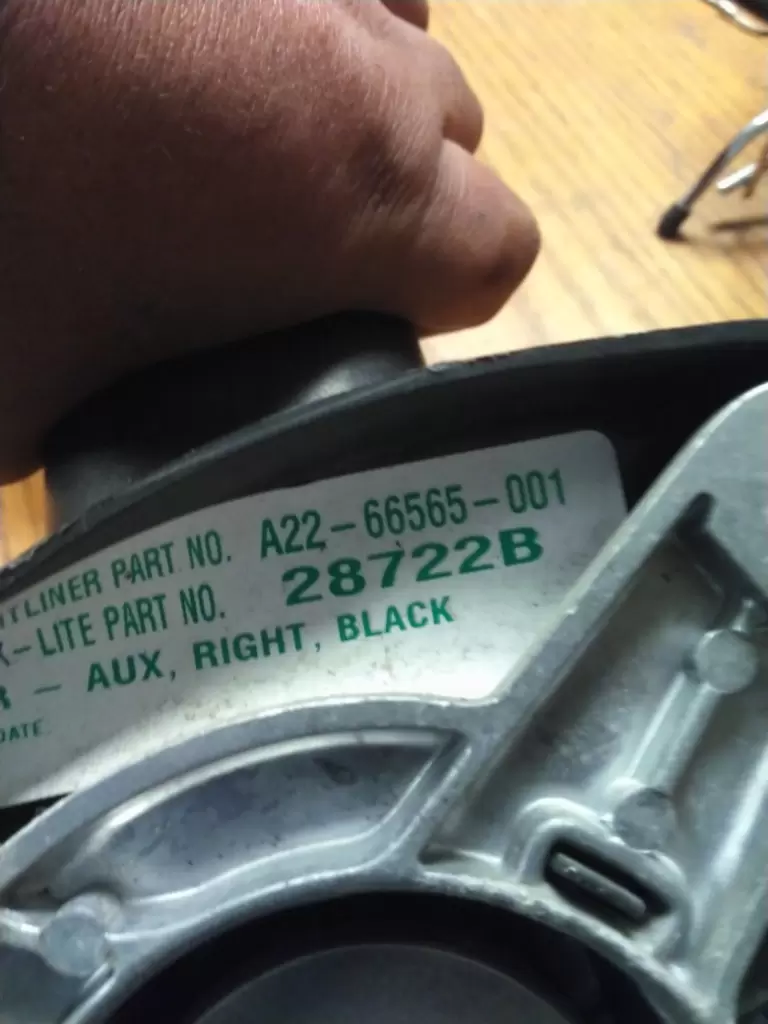 TLINER PART NO. A22-66565-001
-LITE PART NO. 28722B
R - AUX, RIGHT, BLACK
DATE